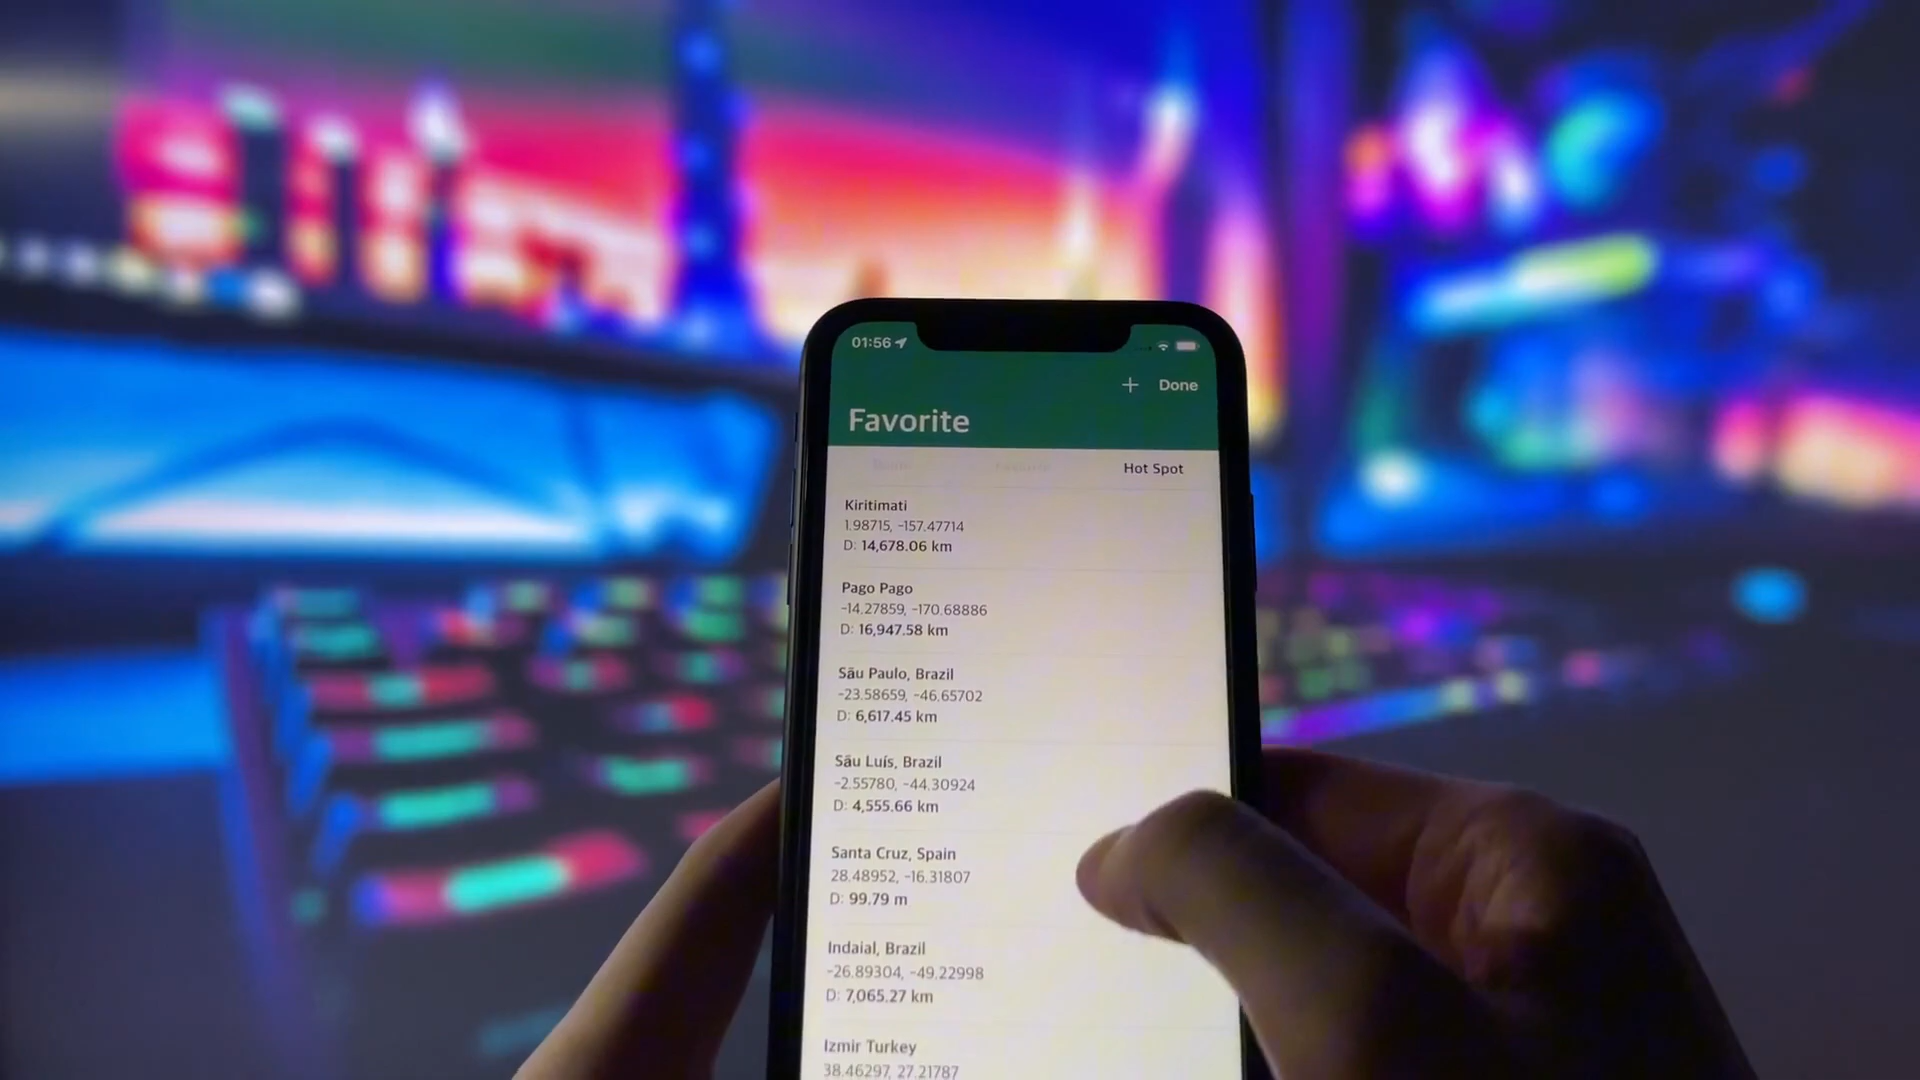 01:56
+ Done
Favorite
Hot Spot
Kiritimati
1.98715, -157.47714
D: 14,678.06 km
Pago Pago
-14.27859, -170.68886
D: 16,947.58 km
São Paulo, Brazil
-23.58659, -46.65702
D: 6,617.45 km
São Luís, Brazil
-2.55780, -44.30924
D: 4,555.66 km
Santa Cruz, Spain
28.48952, -16.31807
D: 99.79 m
Indaial, Brazil
-26.89304, -49.22998
D: 7,065.27 km
Izmir Turkey
38.46297, 27.21787